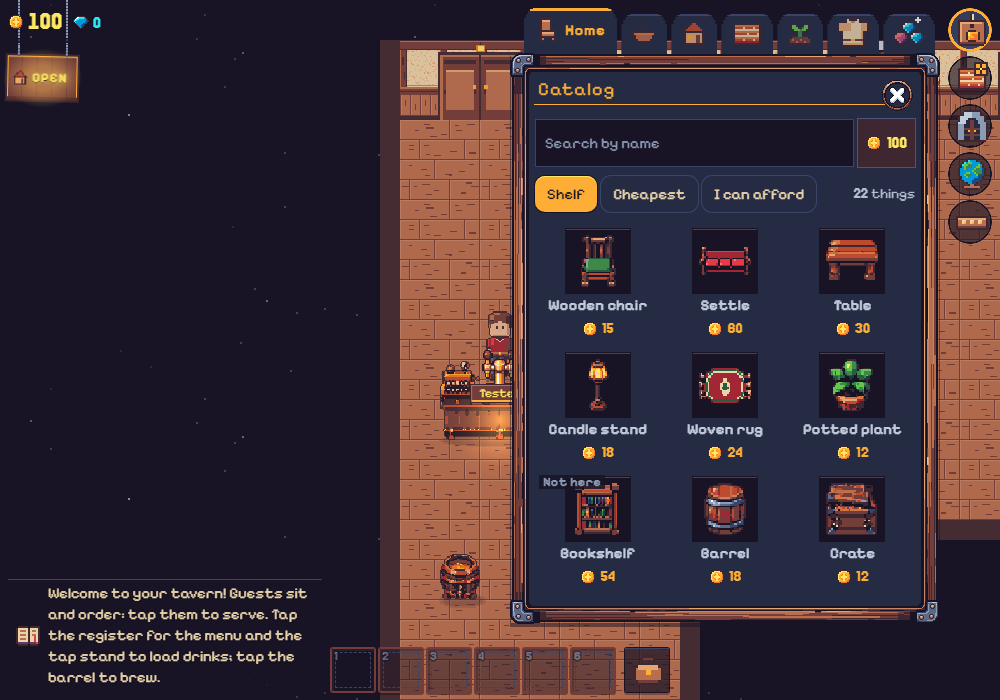 100 0
OPEN
Home
Catalog
Search by name
100
Shelf Cheapest I can afford 22 things
Wooden chair Settle Table
15 60 30
Candle stand Woven rug Potted plant
18 24 12
Not here
Bookshelf Barrel Crate
54 18 12
Teste
Welcome to your tavern! Guests sit
and order: tap them to serve. Tap
the register for the menu and the
tap stand to load drinks; tap the
barrel to brew.
1 2 3 4 5 6